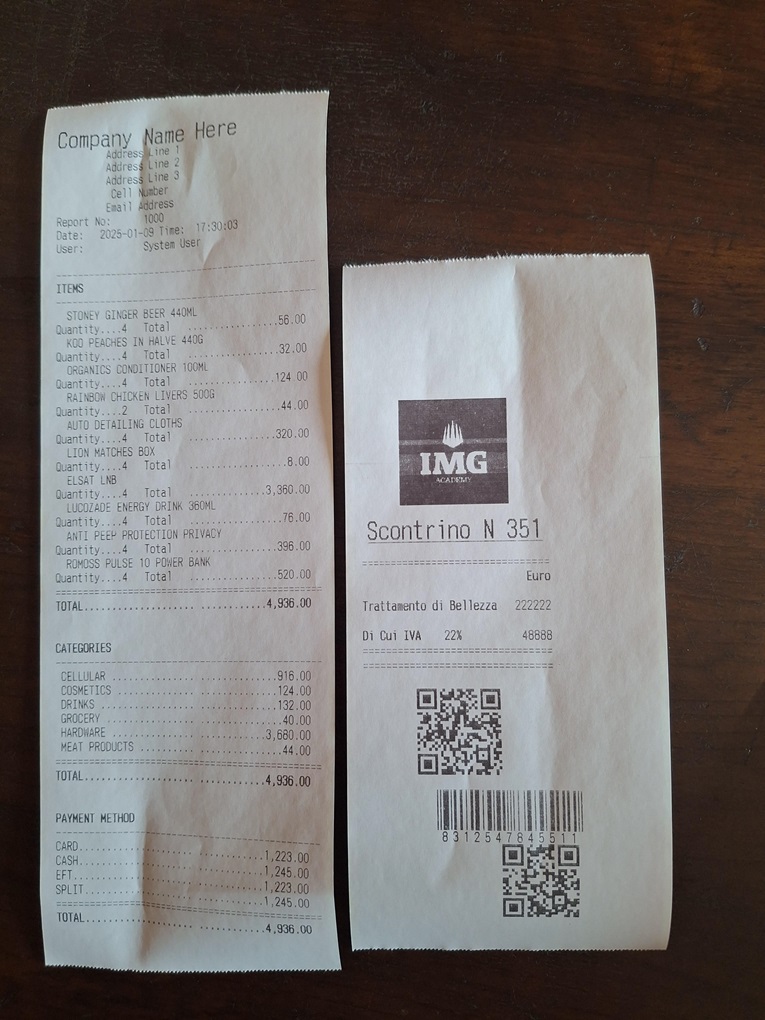 Company Name Here
Address Line 1
Address Line 2
Address Line 3
Cell Number
Email Address
Report No: 1000
Date: 2025-01-09 Time: 17:30:03
User: System User
ITEMS
STONEY GINGER BEER 440ML
Quantity....4 Total ..................56.00
KOO PEACHES IN HALVE 440G
Quantity....4 Total ..................32.00
ORGANICS CONDITIONER 100ML
Quantity....4 Total .................124.00
RAINBOW CHICKEN LIVERS 500G
Quantity....2 Total ..................44.00
AUTO DETAILING CLOTHS
Quantity....4 Total .................320.00
LION MATCHES BOX
Quantity....4 Total ...................8.00
ELSAT LNB
Quantity....4 Total ...............3,360.00
LUCOZADE ENERGY DRINK 360ML
Quantity....4 Total ..................76.00
ANTI PEEP PROTECTION PRIVACY
Quantity....4 Total .................396.00
ROMOSS PULSE 10 POWER BANK
Quantity....4 Total .................520.00
TOTAL...............................4,936.00
CATEGORIES
CELLULAR .............................916.00
COSMETICS ............................124.00
DRINKS ...............................132.00
GROCERY ...............................40.00
HARDWARE ...........................3,680.00
MEAT PRODUCTS .........................44.00
TOTAL...............................4,936.00
PAYMENT METHOD
CARD................................1,223.00
CASH................................1,245.00
EFT.................................1,223.00
SPLIT...............................1,245.00
TOTAL...............................4,936.00
IMG
ACADEMY
Scontrino N 351
Euro
Trattamento di Bellezza 222222
Di Cui IVA 22% 48888
8312547845511